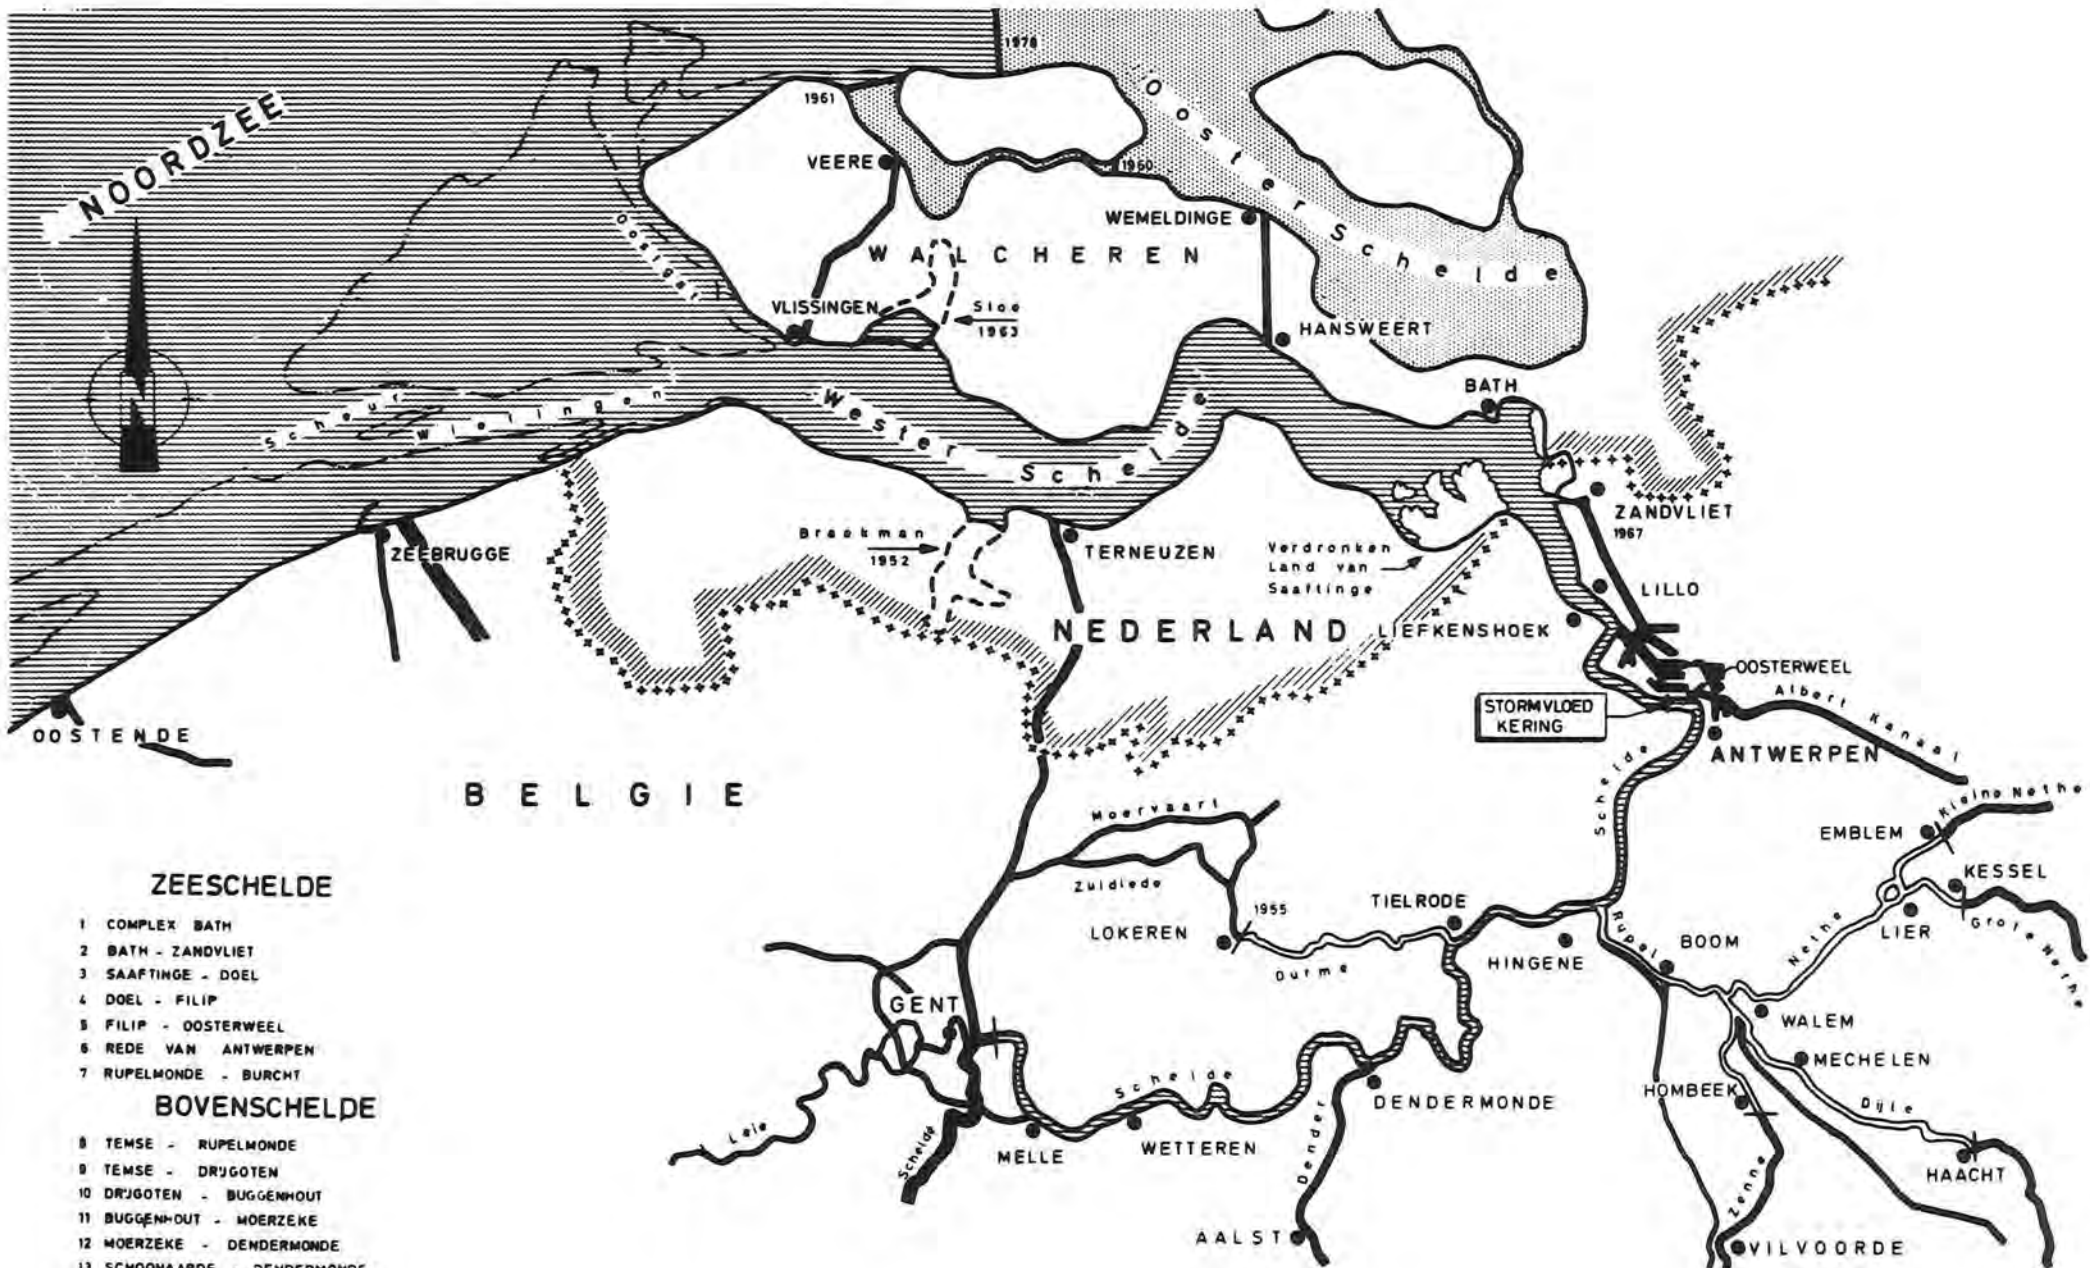 NOORDZEE
1978
1961
Ooster Schelde
VEERE
1960
WEMELDINGE
WALCHEREN
Oostgat
VLISSINGEN
Sloe
1963
HANSWEERT
BATH
Scheur
Wielingen
Wester Schelde
ZANDVLIET
1967
ZEEBRUGGE
Braakman
1952
TERNEUZEN
Verdronken
Land van
Saaftinge
LILLO
NEDERLAND
LIEFKENSHOEK
OOSTERWEEL
STORMVLOED
KERING
Albert Kanaal
ANTWERPEN
OOSTENDE
BELGIE
Schelde
Moervaart
Kleine Nethe
EMBLEM
KESSEL
Zuidlede
LOKEREN
1955
TIELRODE
Rupel
BOOM
Nethe
LIER
Grote Nethe
Durme
HINGENE
GENT
WALEM
MECHELEN
HOMBEEK
Dijle
Schelde
DENDERMONDE
Leie
Schelde
MELLE
WETTEREN
Dender
HAACHT
Zenne
AALST
VILVOORDE
ZEESCHELDE
1 COMPLEX BATH
2 BATH - ZANDVLIET
3 SAAFTINGE - DOEL
4 DOEL - FILIP
5 FILIP - OOSTERWEEL
6 REDE VAN ANTWERPEN
7 RUPELMONDE - BURCHT
BOVENSCHELDE
8 TEMSE - RUPELMONDE
9 TEMSE - DRIJGOTEN
10 DRIJGOTEN - BUGGENHOUT
11 BUGGENHOUT - MOERZEKE
12 MOERZEKE - DENDERMONDE
13 SCHOONAARDE - DENDERMONDE